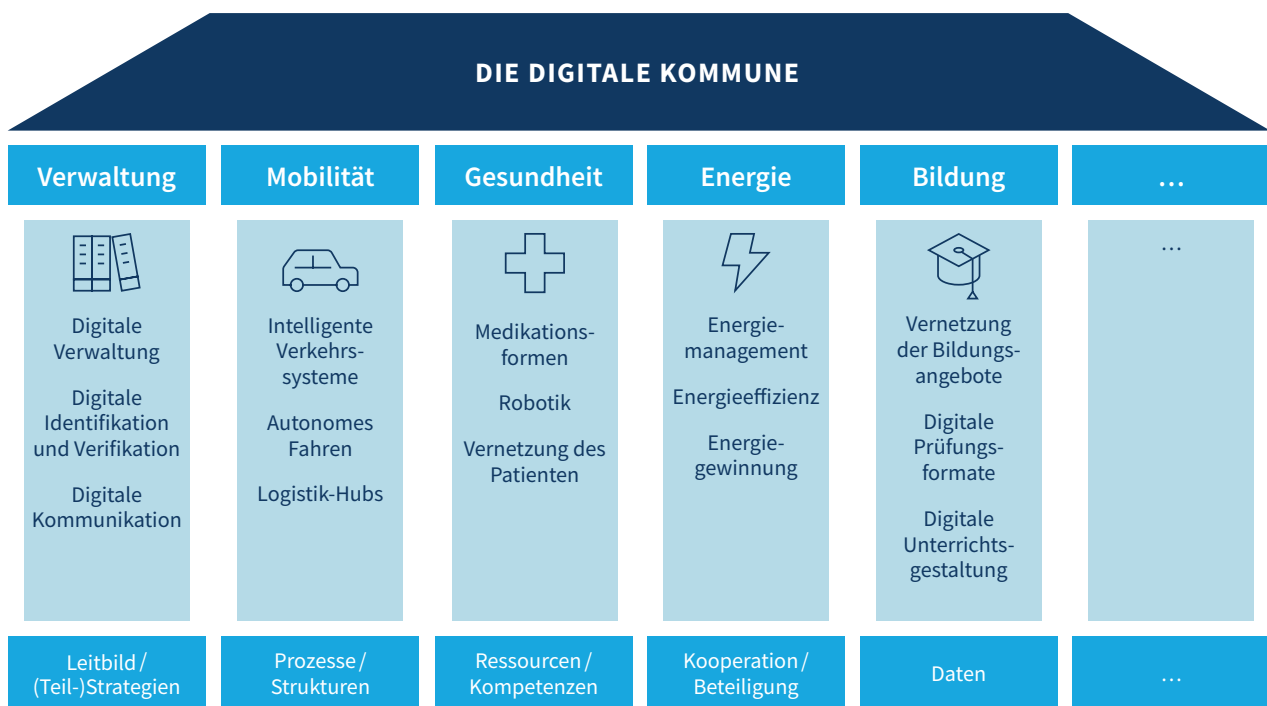 DIE DIGITALE KOMMUNE
Verwaltung
Mobilität
Gesundheit
Energie
Bildung
...
Digitale
Verwaltung
Digitale
Identifikation
und Verifikation
Digitale
Kommunikation
Intelligente
Verkehrs-
systeme
Autonomes
Fahren
Logistik-Hubs
Medikations-
formen
Robotik
Vernetzung des
Patienten
Energie-
management
Energieeffizienz
Energie-
gewinnung
Vernetzung
der Bildungs-
angebote
Digitale
Prüfungs-
formate
Digitale
Unterrichts-
gestaltung
...
Leitbild /
(Teil-)Strategien
Prozesse /
Strukturen
Ressourcen /
Kompetenzen
Kooperation /
Beteiligung
Daten
...